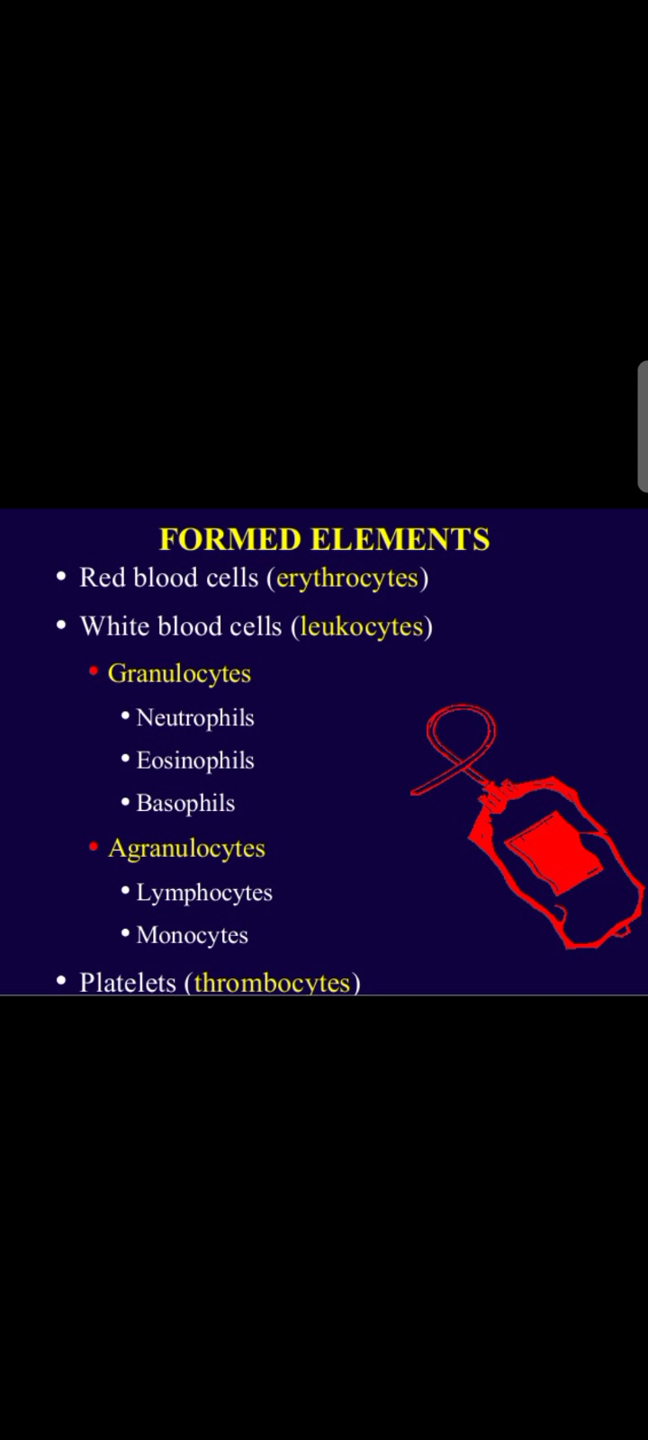 FORMED ELEMENTS
• Red blood cells (erythrocytes)
• White blood cells (leukocytes)
• Granulocytes
• Neutrophils
• Eosinophils
• Basophils
• Agranulocytes
• Lymphocytes
• Monocytes
• Platelets (thrombocytes)